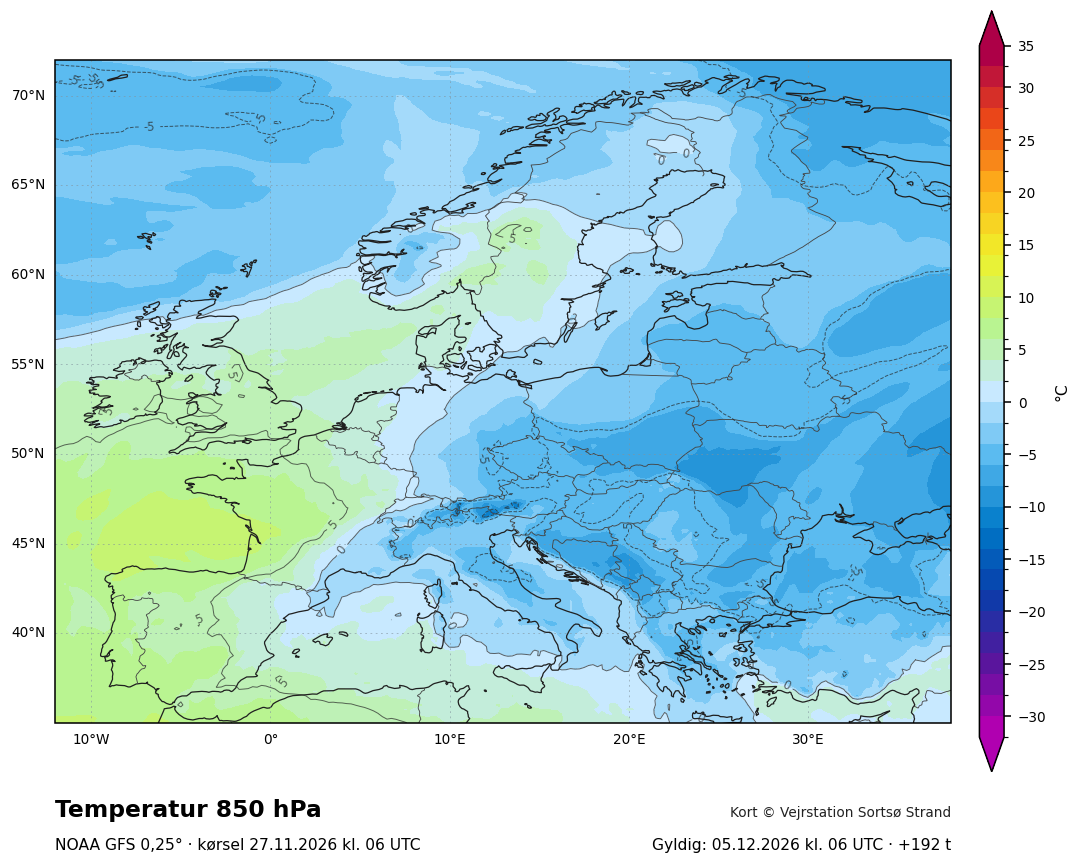 70°N
65°N
60°N
55°N
50°N
45°N
40°N
10°W
0°
10°E
20°E
30°E
35
30
25
20
15
10
5
0
−5
−10
−15
−20
−25
−30
°C
Temperatur 850 hPa
Kort © Vejrstation Sortsø Strand
NOAA GFS 0,25° · kørsel 27.11.2026 kl. 06 UTC
Gyldig: 05.12.2026 kl. 06 UTC · +192 t